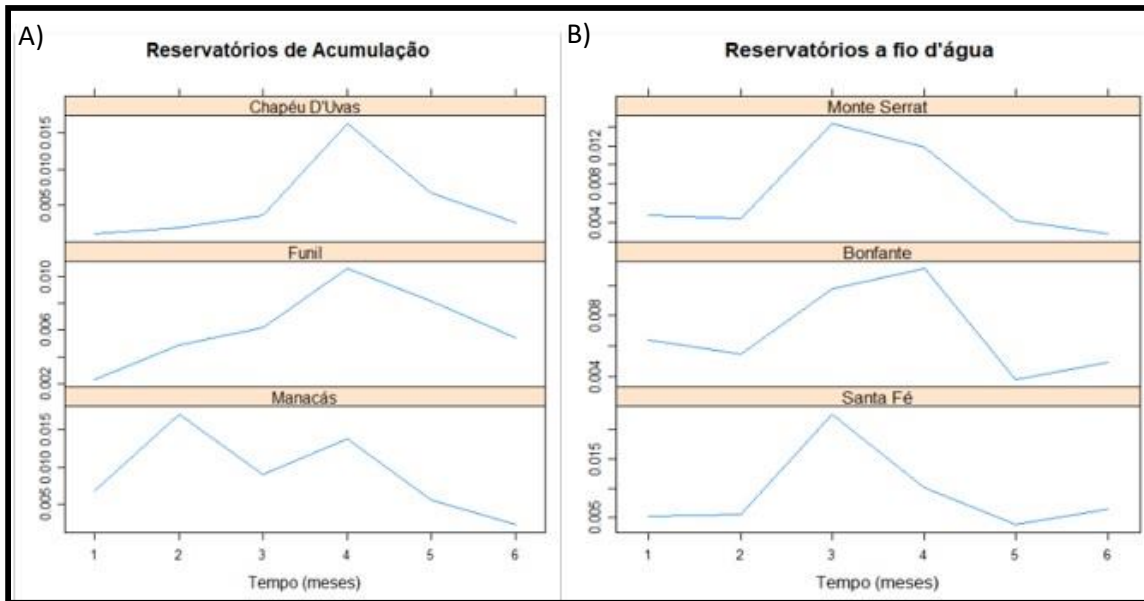 A)
Reservatórios de Acumulação
Chapéu D'Uvas
0.005 0.010 0.015
Funil
0.002 0.006 0.010
Manacás
0.005 0.010 0.015
1 2 3 4 5 6
Tempo (meses)
B)
Reservatórios a fio d'água
Monte Serrat
0.004 0.008 0.012
Bonfante
0.004 0.008
Santa Fé
0.005 0.015
1 2 3 4 5 6
Tempo (meses)